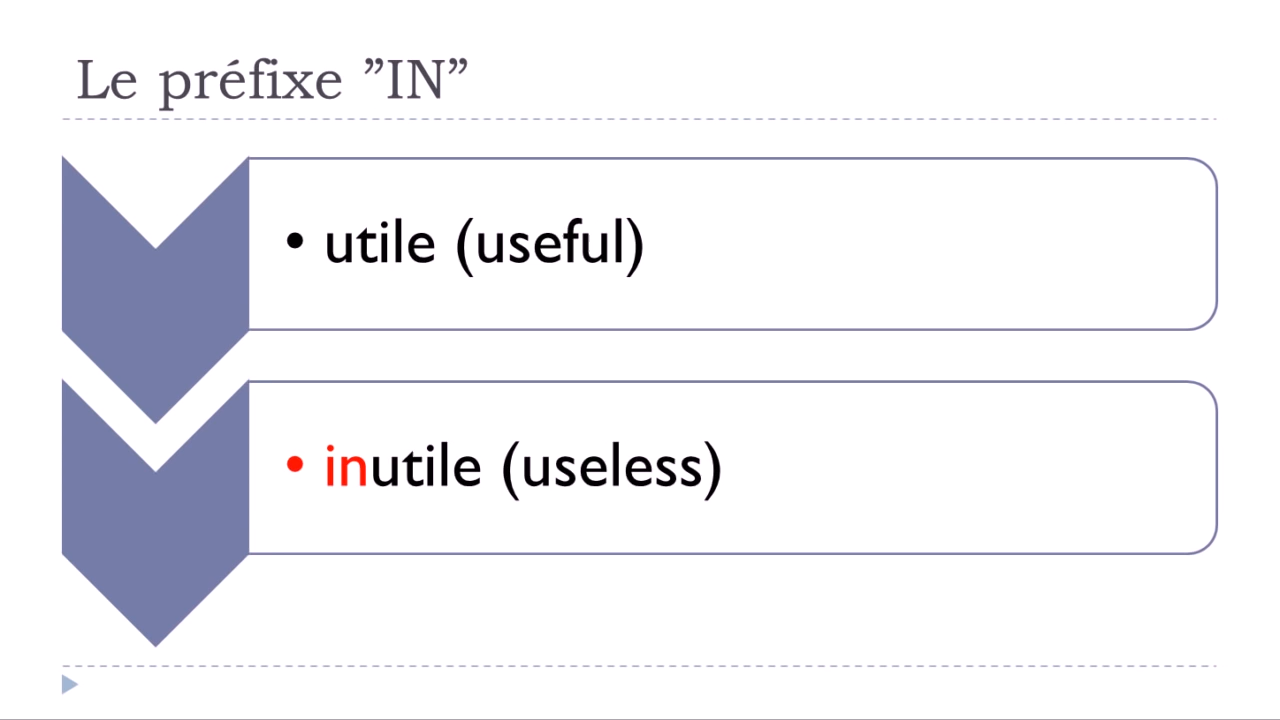 Le préfixe ”IN”
• utile (useful)
• inutile (useless)